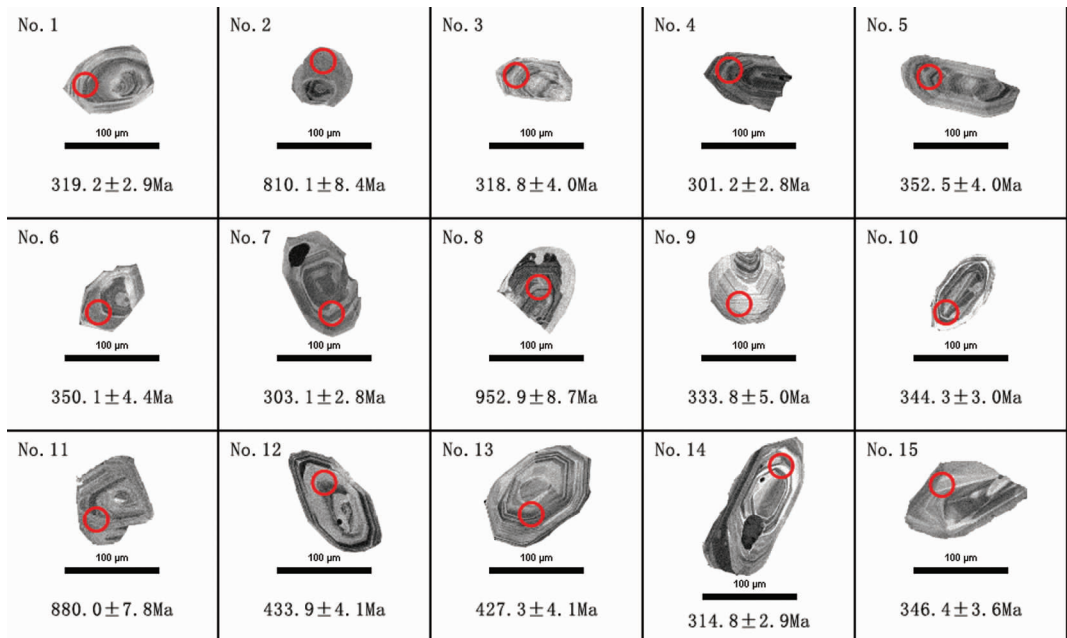 No. 1
No. 2
No. 3
No. 4
No. 5
100 μm
100 μm
100 μm
100 μm
100 μm
319.2±2.9Ma
810.1±8.4Ma
318.8±4.0Ma
301.2±2.8Ma
352.5±4.0Ma
No. 6
No. 7
No. 8
No. 9
No. 10
100 μm
100 μm
100 μm
100 μm
100 μm
350.1±4.4Ma
303.1±2.8Ma
952.9±8.7Ma
333.8±5.0Ma
344.3±3.0Ma
No. 11
No. 12
No. 13
No. 14
No. 15
100 μm
100 μm
100 μm
100 μm
100 μm
880.0±7.8Ma
433.9±4.1Ma
427.3±4.1Ma
314.8±2.9Ma
346.4±3.6Ma